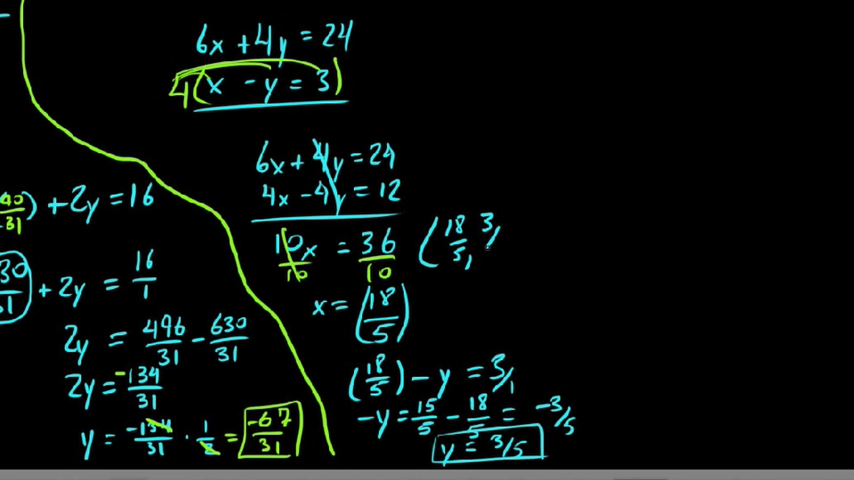 6x + 4y = 24
4(x - y = 3)
6x + 4y = 24
4x - 4y = 12
10x = 36
10 10
(18/5, 3/
x = (18/5)
(18/5) - y = 3/1
-y = 15/5 - 18/5 = -3/5
y = 3/5
) + 2y = 16
+ 2y = 16/1
2y = 496/31 - 630/31
2y = -134/31
y = -134/31 · 1/2 = -67/31